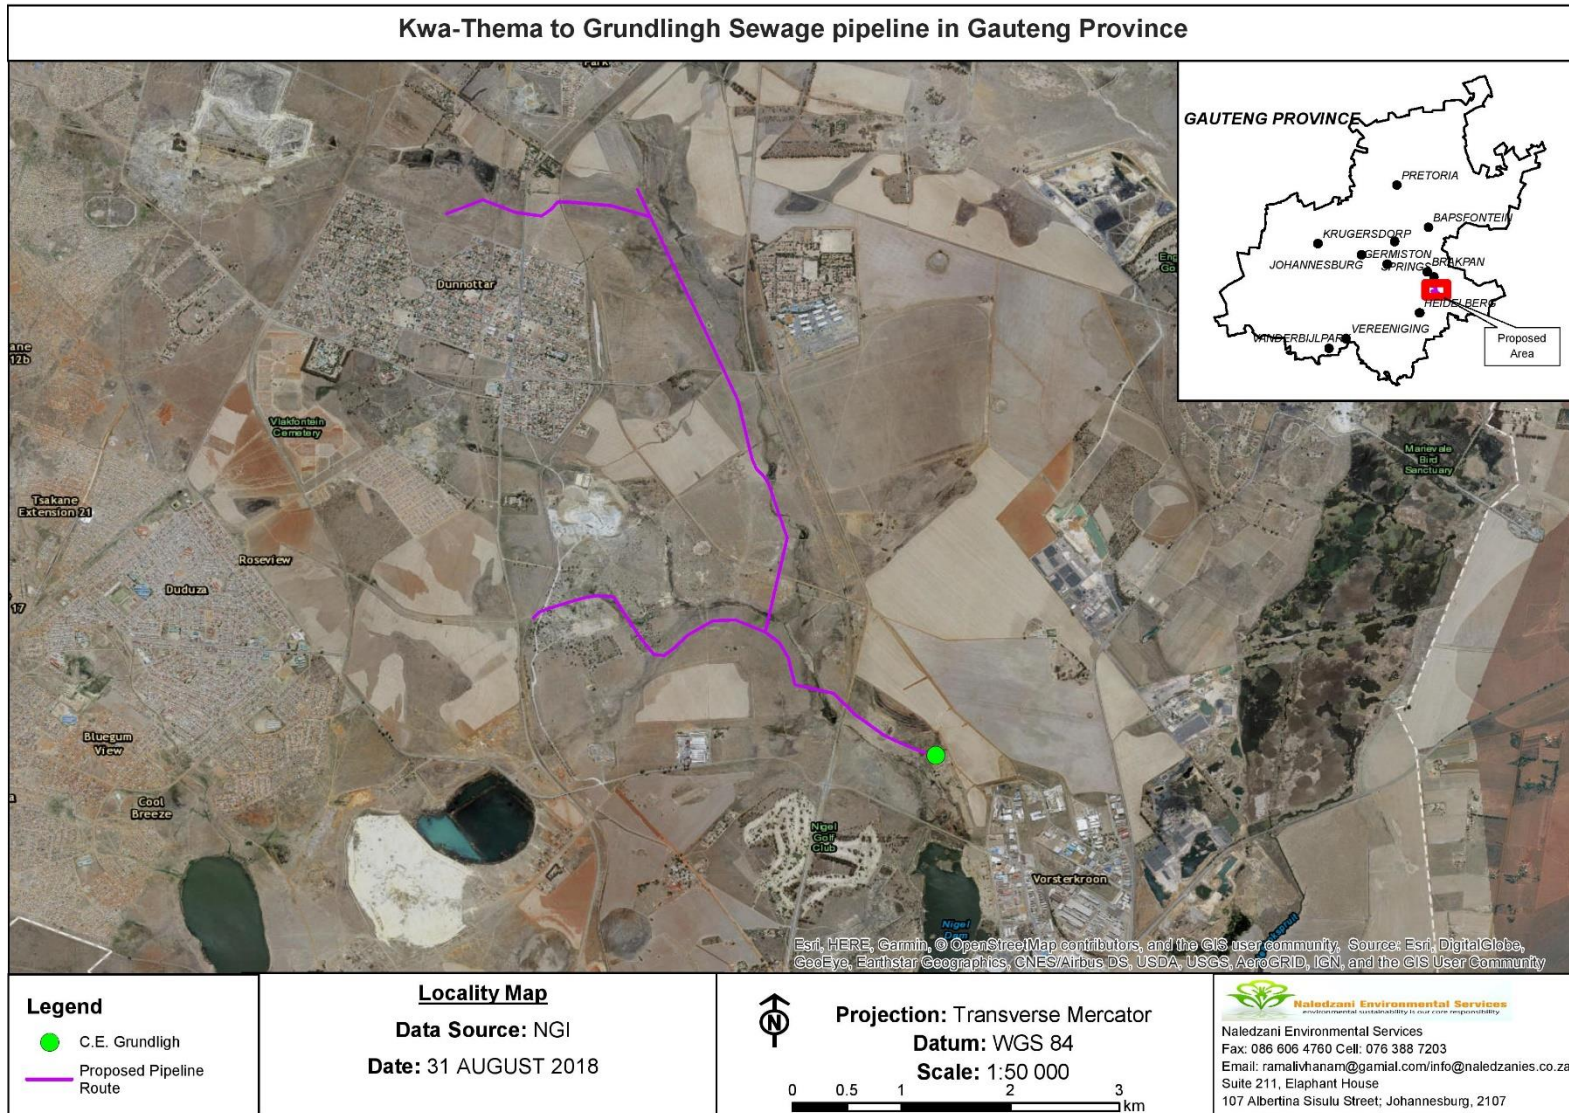 Kwa-Thema to Grundlingh Sewage pipeline in Gauteng Province
Park
GAUTENG PROVINCE
PRETORIA
BAPSFONTEIN
KRUGERSDORP
GERMISTON
JOHANNESBURG
SPRINGS
BRAKPAN
HEIDELBERG
VEREENIGING
VANDERBIJLPARK
Proposed
Area
Dunnottar
ane
12b
Vlakfontein
Cemetery
Marievale
Bird
Sanctuary
Tsakane
Extension 21
Roseview
Duduza
17
Bluegum
View
Cool
Breeze
Nigel
Golf
Club
Vorsterkroon
Nigel
Dam
Esri, HERE, Garmin, © OpenStreetMap contributors, and the GIS user community, Source: Esri, DigitalGlobe,
GeoEye, Earthstar Geographics, CNES/Airbus DS, USDA, USGS, AeroGRID, IGN, and the GIS User Community
Legend
C.E. Grundligh
Proposed Pipeline
Route
Locality Map
Data Source: NGI
Date: 31 AUGUST 2018
N
Projection: Transverse Mercator
Datum: WGS 84
Scale: 1:50 000
0 0.5 1 2 3
km
Naledzani Environmental Services
environmental sustainability is our core responsibility
Naledzani Environmental Services
Fax: 086 606 4760 Cell: 076 388 7203
Email: ramalivhanam@gamial.com/info@naledzanies.co.za
Suite 211, Elaphant House
107 Albertina Sisulu Street; Johannesburg, 2107